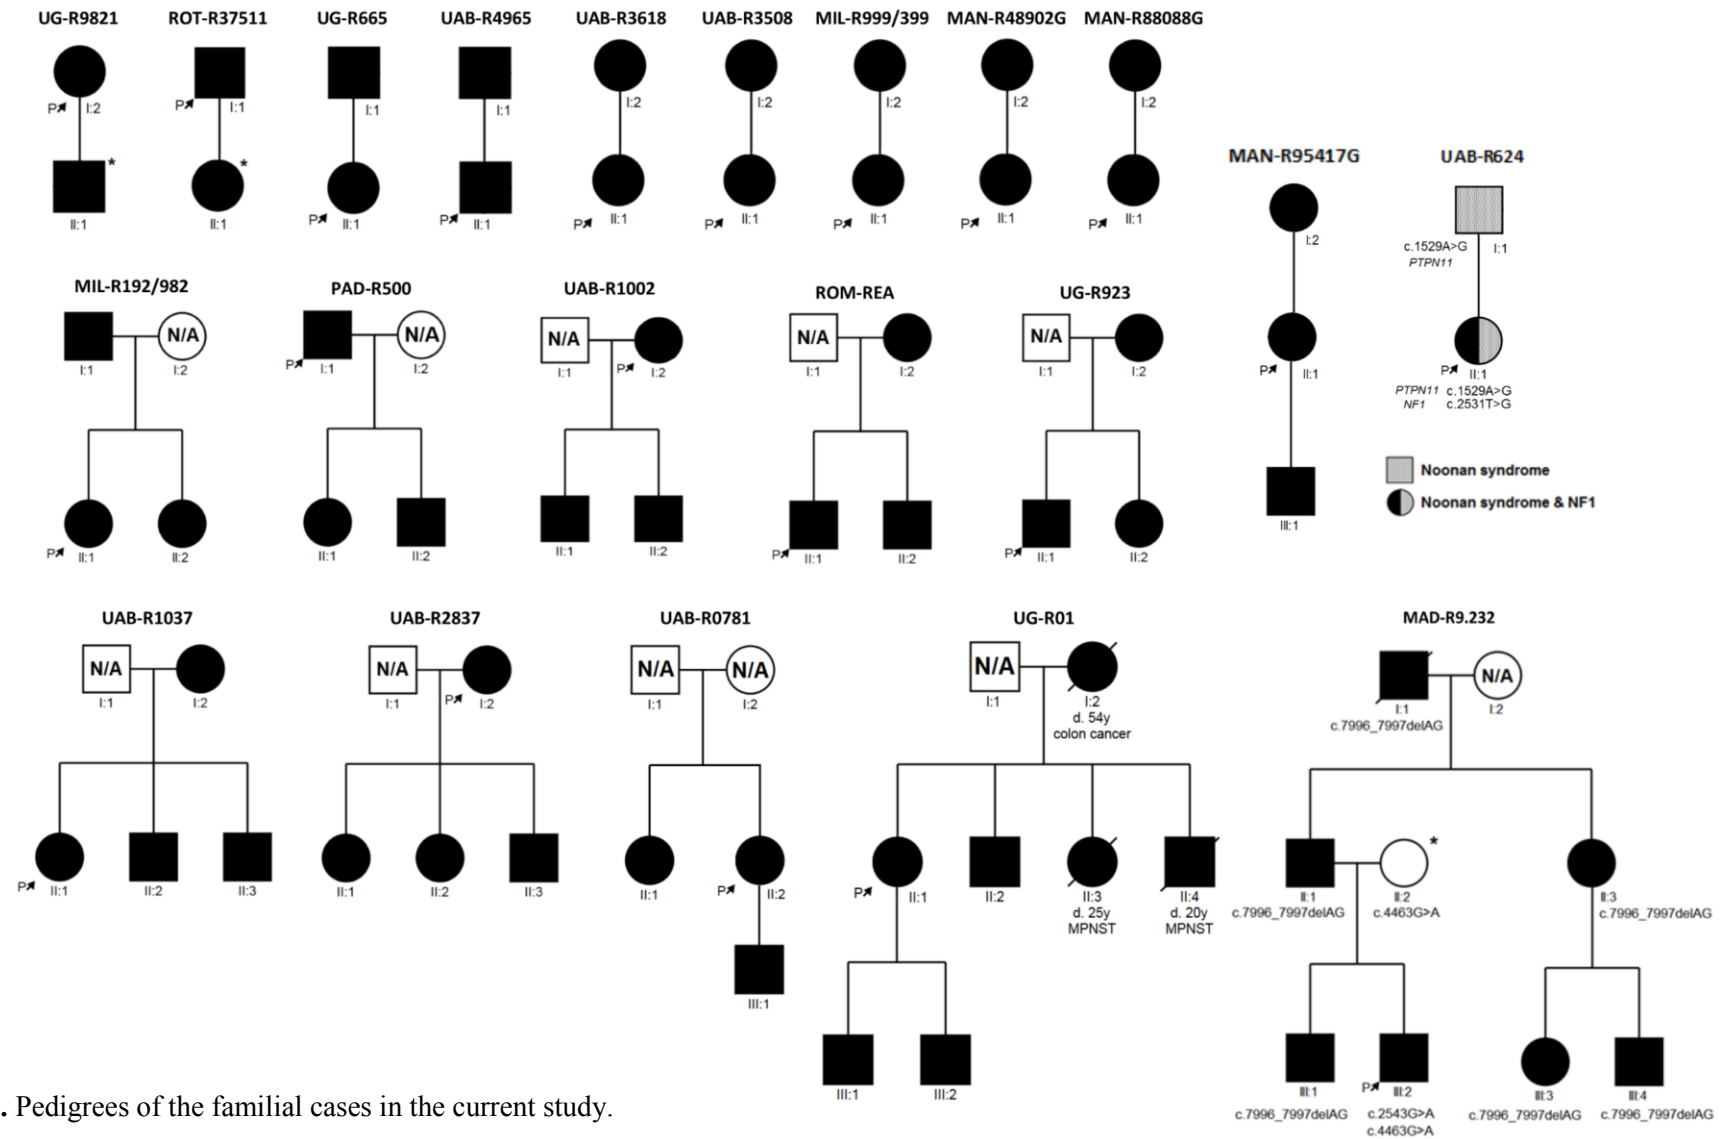 UG-R9821 ROT-R37511 UG-R665 UAB-R4965 UAB-R3618 UAB-R3508 MIL-R999/399 MAN-R48902G MAN-R88088G
P I:2 P I:1 I:1 I:1 I:2 I:2 I:2 I:2 I:2
* *
II:1 II:1 P II:1 P II:1 P II:1 P II:1 P II:1 P II:1 P II:1
MAN-R95417G UAB-R624
I:2 c.1529A>G I:1
PTPN11
P II:1 P II:1
PTPN11 c.1529A>G
NF1 c.2531T>G
Noonan syndrome
Noonan syndrome & NF1
III:1
MIL-R192/982 PAD-R500 UAB-R1002 ROM-REA UG-R923
N/A N/A N/A N/A N/A
I:1 I:2 P I:1 I:2 I:1 P I:2 I:1 I:2 I:1 I:2
P II:1 II:2 II:1 II:2 II:1 II:2 P II:1 II:2 P II:1 II:2
UAB-R1037 UAB-R2837 UAB-R0781 UG-R01 MAD-R9.232
N/A N/A N/A N/A N/A N/A
I:1 I:2 I:1 P I:2 I:1 I:2 I:1 I:2 I:1 I:2
d. 54y
colon cancer
c.7996_7997delAG
*
P II:1 II:2 II:3 II:1 II:2 II:3 II:1 P II:2 P II:1 II:2 II:3 II:4 II:1 II:2 II:3
d. 25y d. 20y
MPNST MPNST
c.7996_7997delAG c.4463G>A c.7996_7997delAG
III:1
III:1 III:2 III:1 P III:2 III:3 III:4
c.7996_7997delAG c.2543G>A c.7996_7997delAG c.7996_7997delAG
c.4463G>A
. Pedigrees of the familial cases in the current study.